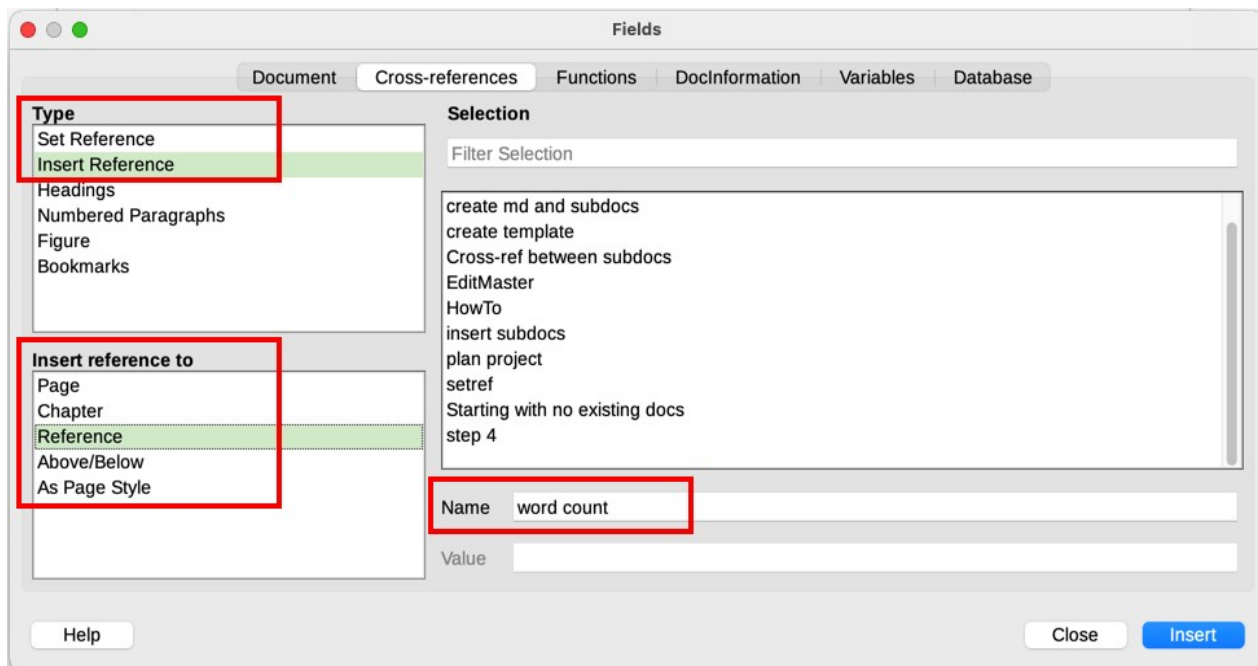 Fields
Document Cross-references Functions DocInformation Variables Database
Type
Set Reference
Insert Reference
Headings
Numbered Paragraphs
Figure
Bookmarks
Insert reference to
Page
Chapter
Reference
Above/Below
As Page Style
Selection
Filter Selection
create md and subdocs
create template
Cross-ref between subdocs
EditMaster
HowTo
insert subdocs
plan project
setref
Starting with no existing docs
step 4
Name word count
Value
Help Close Insert